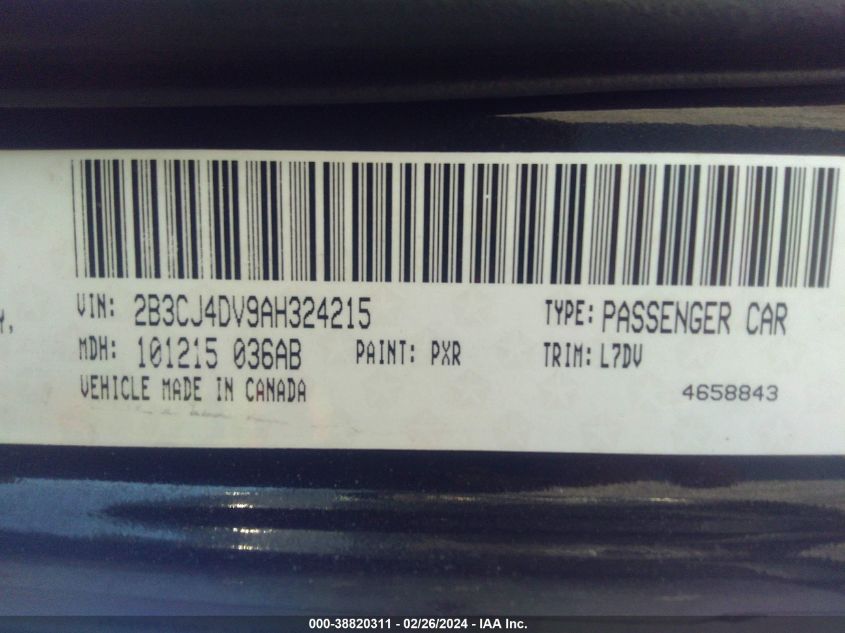 VIN: 2B3CJ4DV9AH324215 TYPE: PASSENGER CAR
Y,
MDH: 101215 036AB PAINT: PXR TRIM: L7DV
VEHICLE MADE IN CANADA 4658843
000-38820311 - 02/26/2024 - IAA Inc.